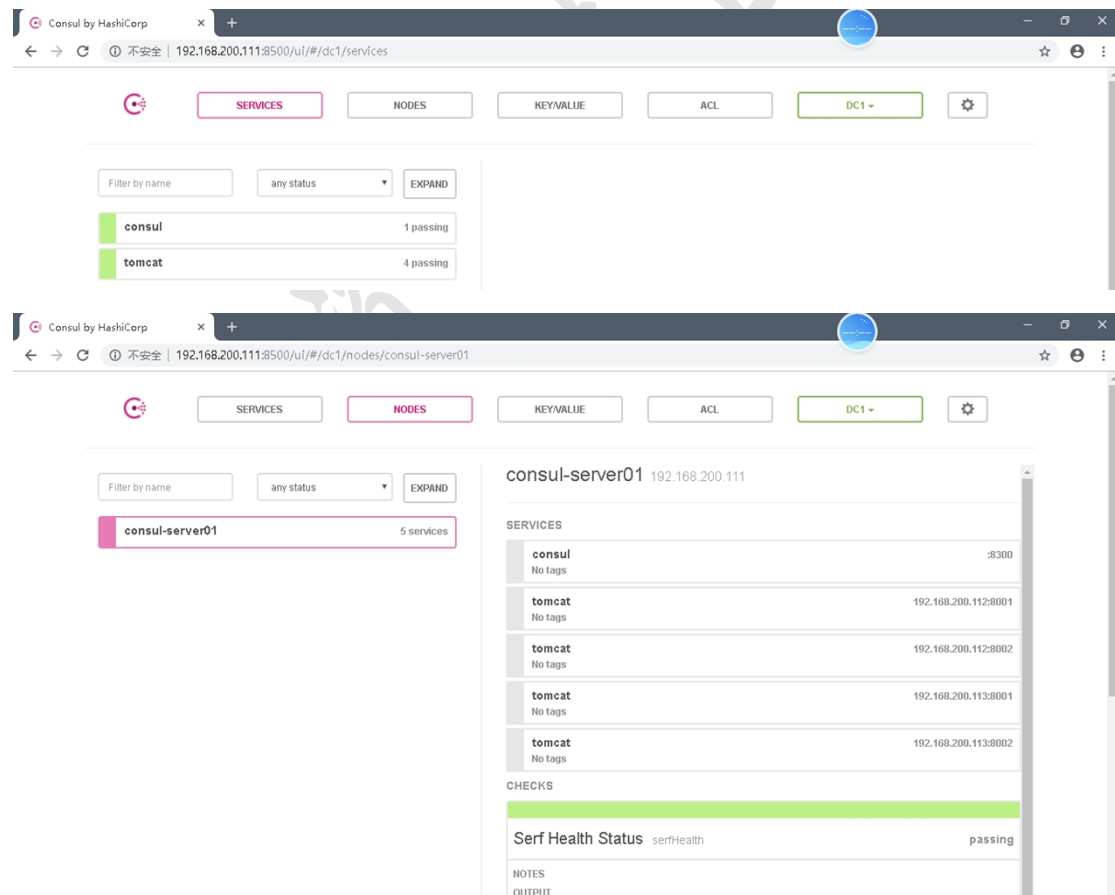 Consul by HashiCorp
不安全 | 192.168.200.111:8500/ui/#/dc1/services
SERVICES NODES KEY/VALUE ACL DC1
Filter by name any status EXPAND
consul 1 passing
tomcat 4 passing
Consul by HashiCorp
不安全 | 192.168.200.111:8500/ui/#/dc1/nodes/consul-server01
SERVICES NODES KEY/VALUE ACL DC1
Filter by name any status EXPAND
consul-server01 5 services
consul-server01 192.168.200.111
SERVICES
consul :8300
No tags
tomcat 192.168.200.112:8001
No tags
tomcat 192.168.200.112:8002
No tags
tomcat 192.168.200.113:8001
No tags
tomcat 192.168.200.113:8002
No tags
CHECKS
Serf Health Status serfHealth passing
NOTES
OUTPUT